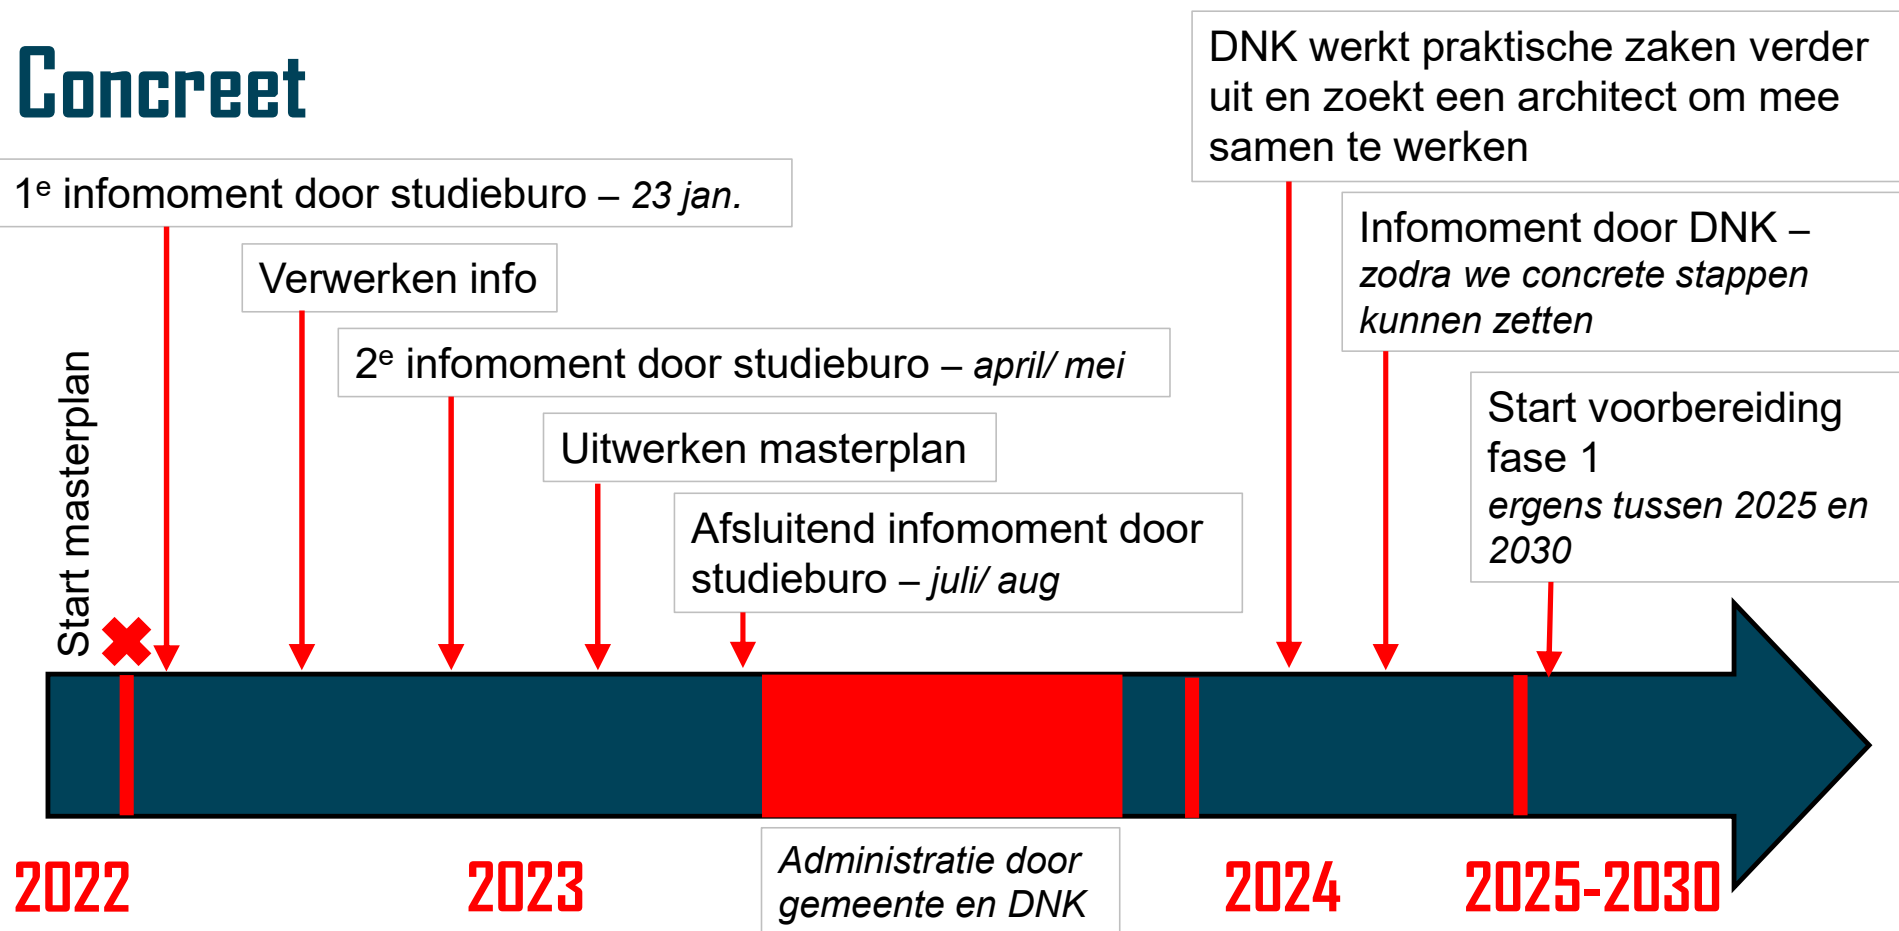 Concreet
1e infomoment door studieburo – 23 jan.
Verwerken info
2e infomoment door studieburo – april/ mei
Uitwerken masterplan
Afsluitend infomoment door
studieburo – juli/ aug
DNK werkt praktische zaken verder
uit en zoekt een architect om mee
samen te werken
Infomoment door DNK –
zodra we concrete stappen
kunnen zetten
Start voorbereiding
fase 1
ergens tussen 2025 en
2030
Start masterplan
2022
2023
Administratie door
gemeente en DNK
2024
2025-2030